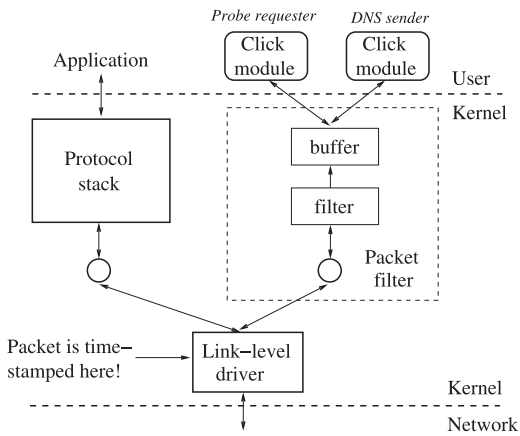 Probe requester
DNS sender
Click
module
Click
module
Application
User
Kernel
Protocol
stack
buffer
filter
Packet
filter
Packet is time–
stamped here!
Link–level
driver
Kernel
Network